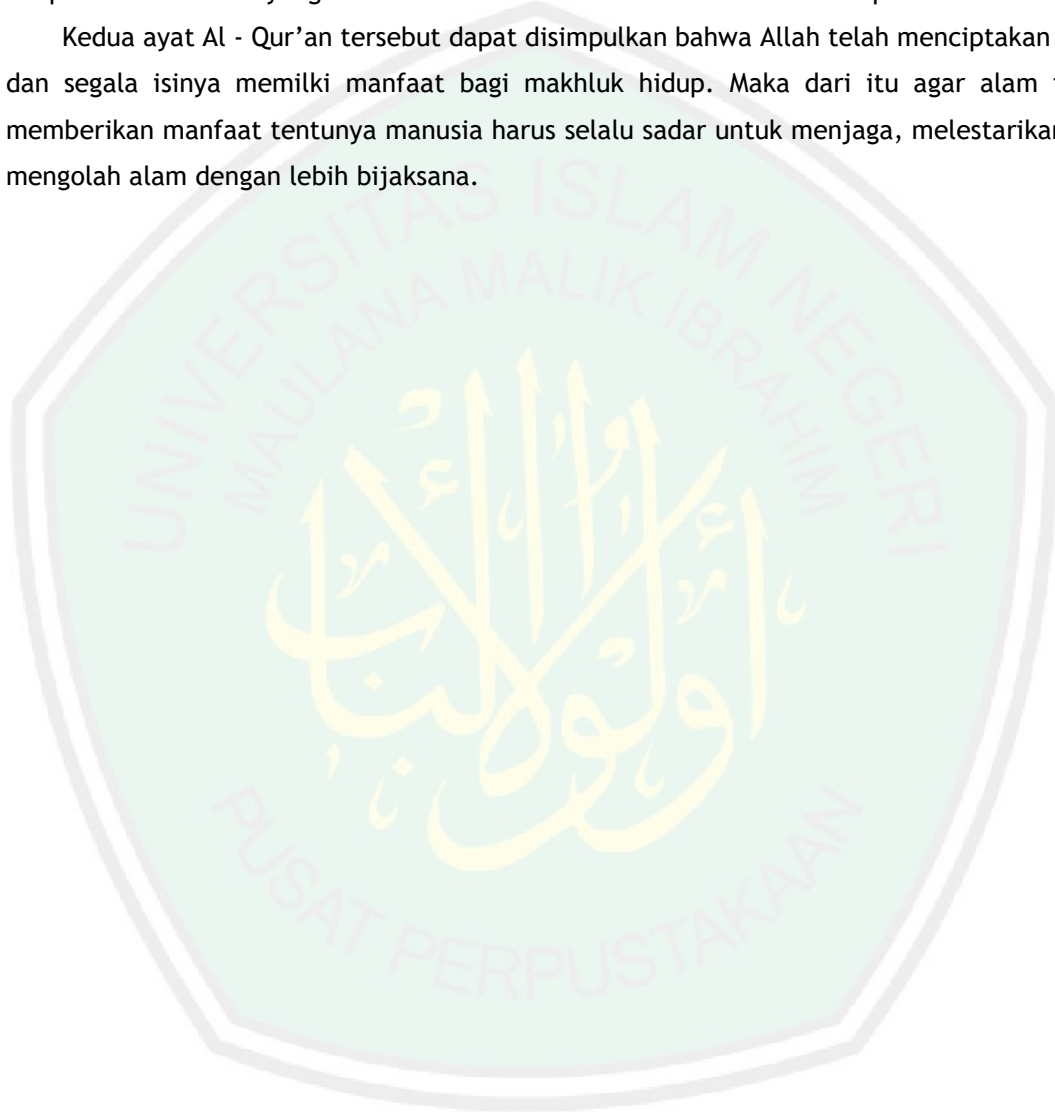 Kedua ayat Al - Qur’an tersebut dapat disimpulkan bahwa Allah telah menciptakan
dan segala isinya memilki manfaat bagi makhluk hidup. Maka dari itu agar alam
memberikan manfaat tentunya manusia harus selalu sadar untuk menjaga, melestarikan
mengolah alam dengan lebih bijaksana.
UNIVERSITAS ISLAM NEGERI
MAULANA MALIK IBRAHIM
أولو الألباب
PUSAT PERPUSTAKAAN